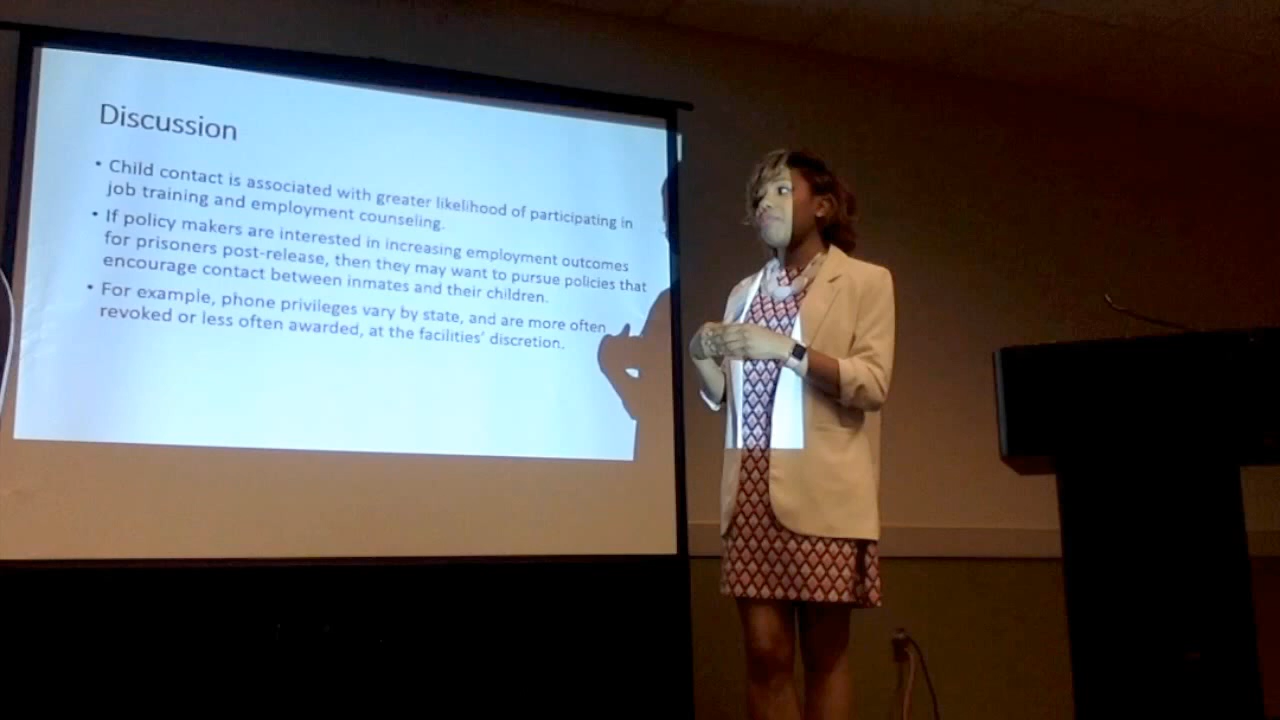 Discussion
• Child contact is associated with greater likelihood of participating in
job training and employment counseling.
• If policy makers are interested in increasing employment outcomes
for prisoners post-release, then they may want to pursue policies that
encourage contact between inmates and their children.
• For example, phone privileges vary by state, and are more often
revoked or less often awarded, at the facilities' discretion.